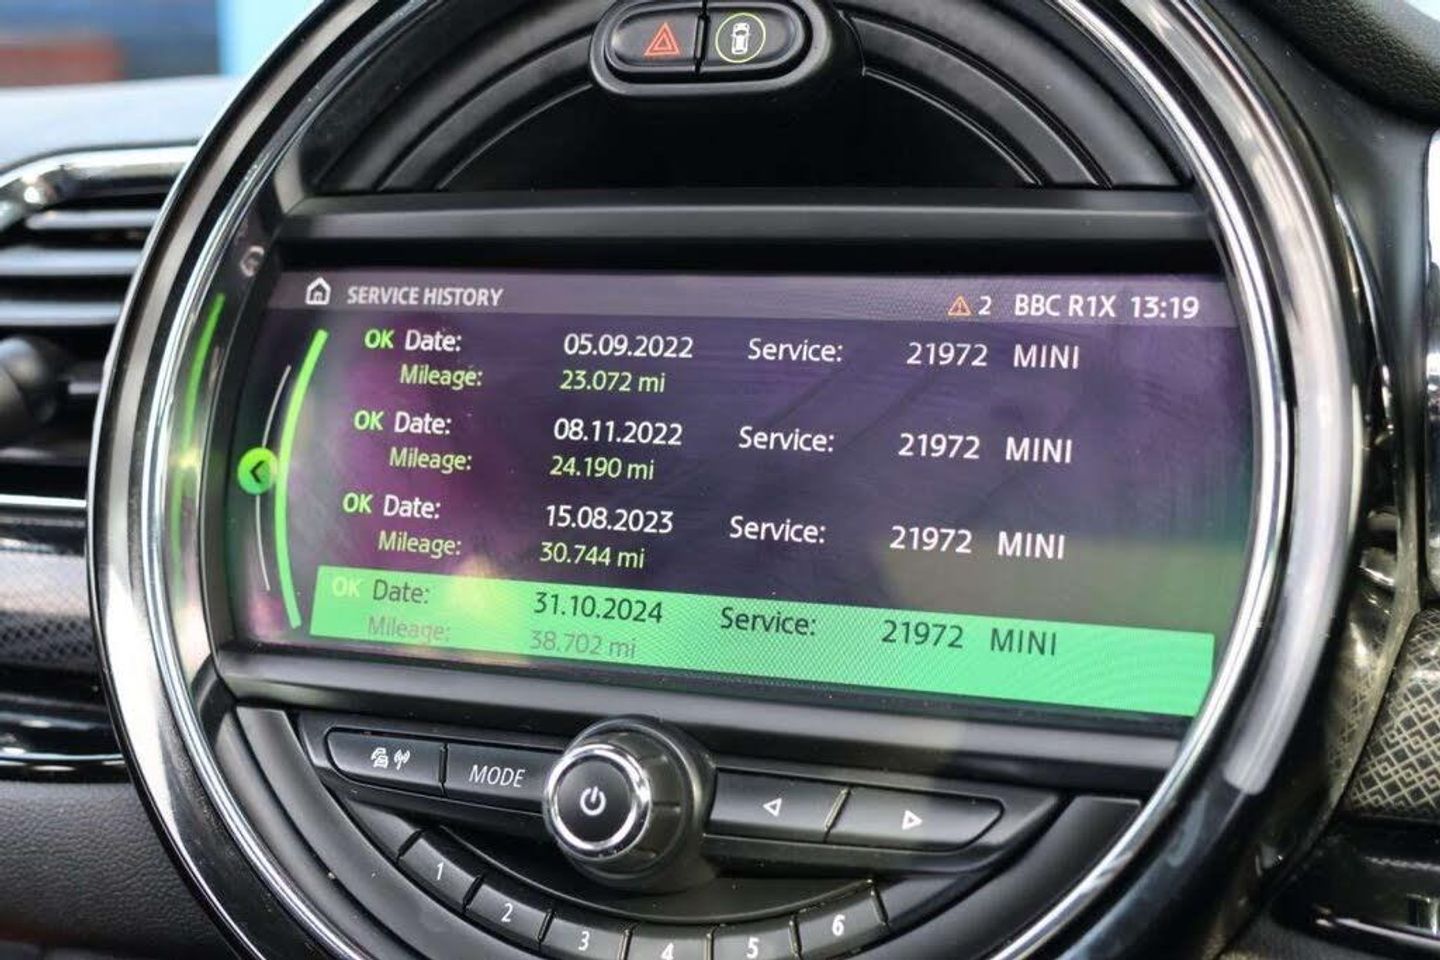 SERVICE HISTORY 2 BBC R1X 13:19
OK Date: 05.09.2022 Service: 21972 MINI
Mileage: 23.072 mi
OK Date: 08.11.2022 Service: 21972 MINI
Mileage: 24.190 mi
OK Date: 15.08.2023 Service: 21972 MINI
Mileage: 30.744 mi
OK Date: 31.10.2024 Service: 21972 MINI
Mileage: 38.702 mi
MODE
1 2 3 4 5 6